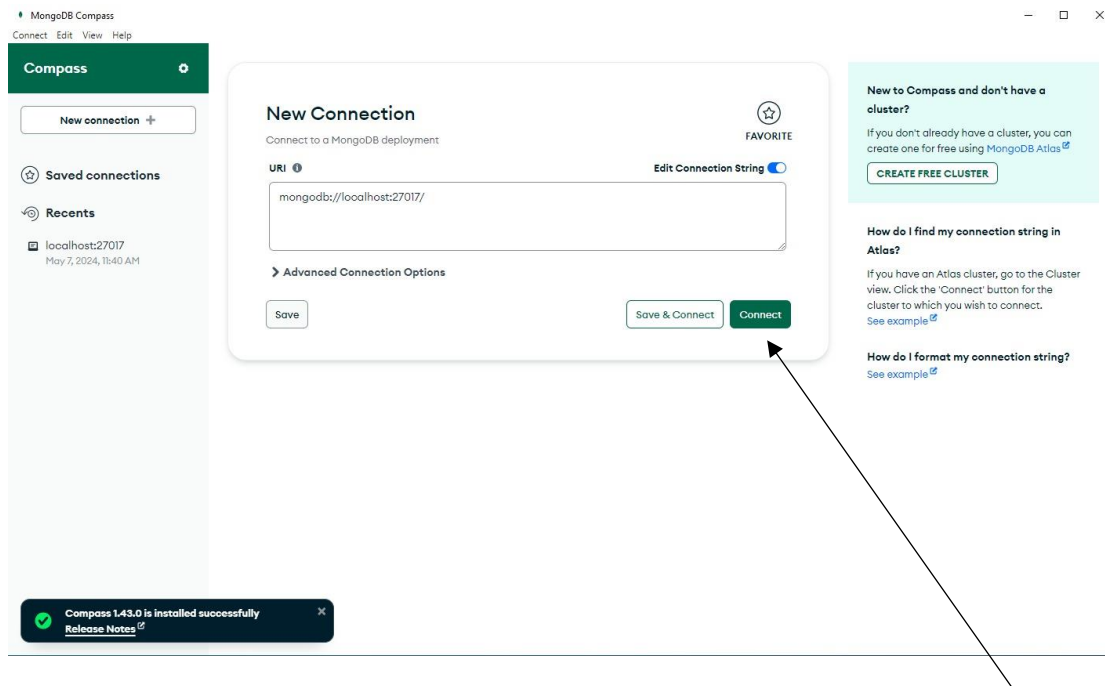 MongoDB Compass
Connect Edit View Help
Compass
New connection +
Saved connections
Recents
localhost:27017
May 7, 2024, 11:40 AM
New Connection
Connect to a MongoDB deployment
FAVORITE
URI
Edit Connection String
mongodb://localhost:27017/
Advanced Connection Options
Save
Save & Connect
Connect
New to Compass and don't have a
cluster?
If you don't already have a cluster, you can
create one for free using MongoDB Atlas
CREATE FREE CLUSTER
How do I find my connection string in
Atlas?
If you have an Atlas cluster, go to the Cluster
view. Click the 'Connect' button for the
cluster to which you wish to connect.
See example
How do I format my connection string?
See example
Compass 1.43.0 is installed successfully
Release Notes